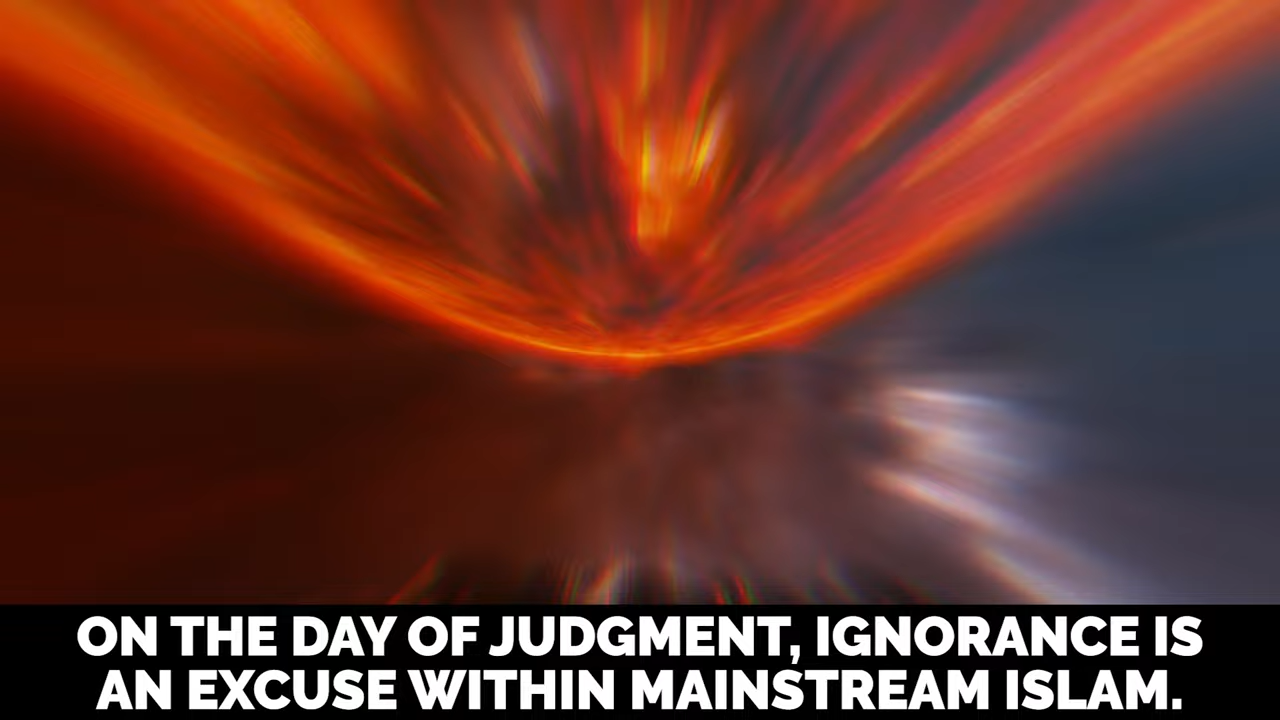 ON THE DAY OF JUDGMENT, IGNORANCE IS
AN EXCUSE WITHIN MAINSTREAM ISLAM.